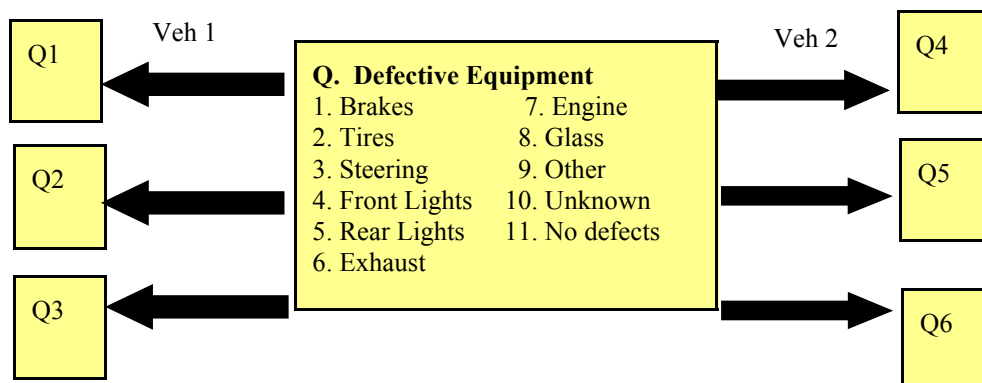 Veh 1
Veh 2
Q1
Q2
Q3
Q. Defective Equipment
1. Brakes 7. Engine
2. Tires 8. Glass
3. Steering 9. Other
4. Front Lights 10. Unknown
5. Rear Lights 11. No defects
6. Exhaust
Q4
Q5
Q6